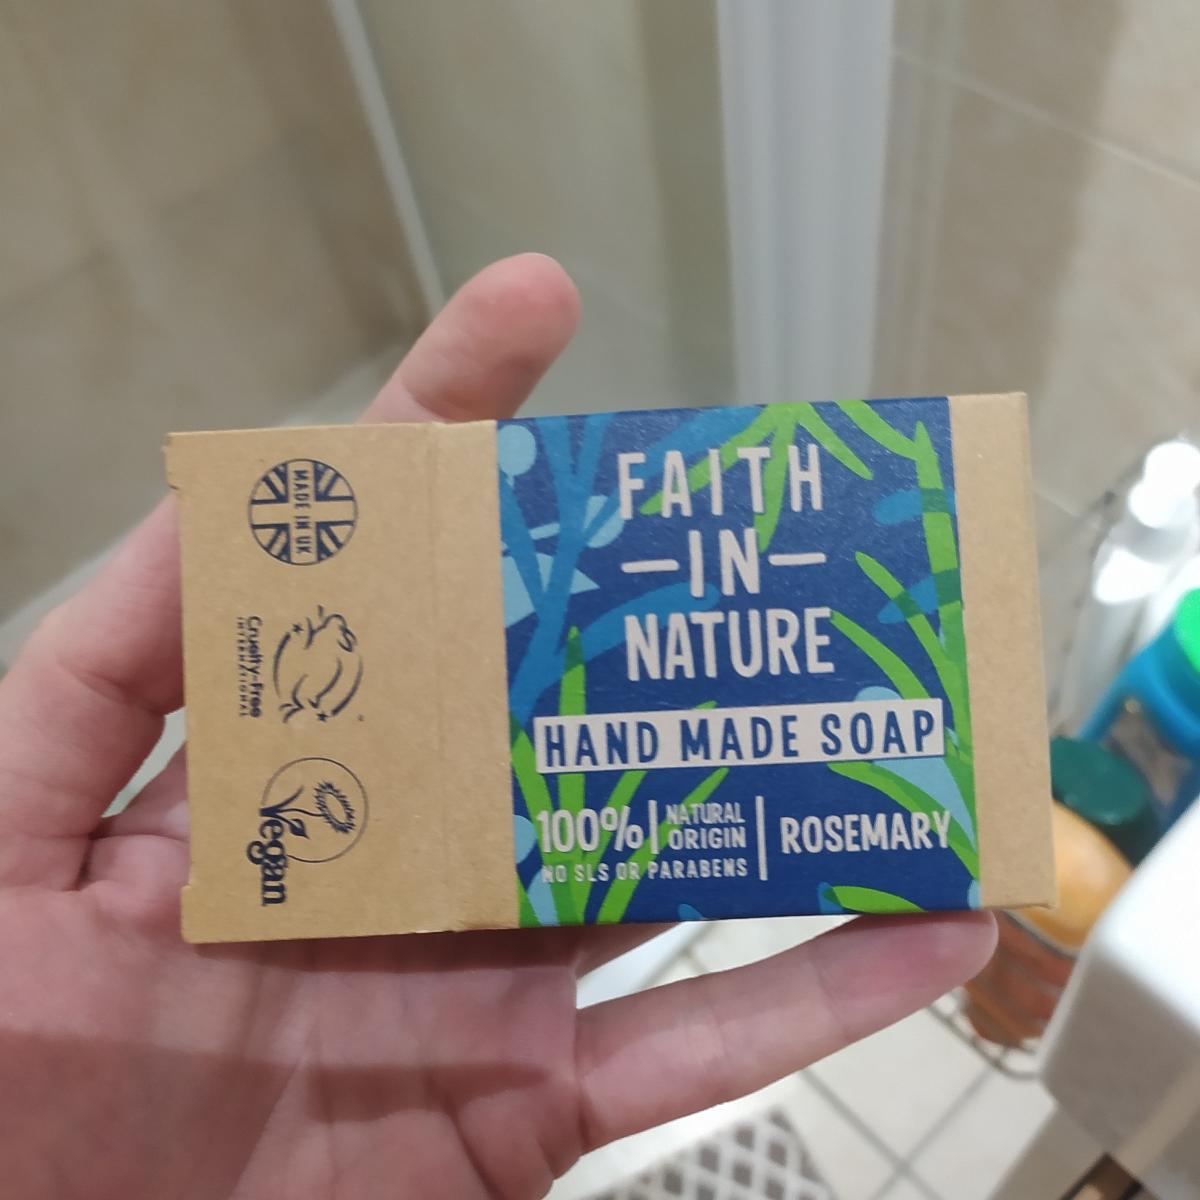 FAITH
—IN—
NATURE
HAND MADE SOAP
100% NATURAL ORIGIN
NO SLS OR PARABENS
ROSEMARY
MADE IN UK
Cruelty-Free
INTERNATIONAL
Vegan